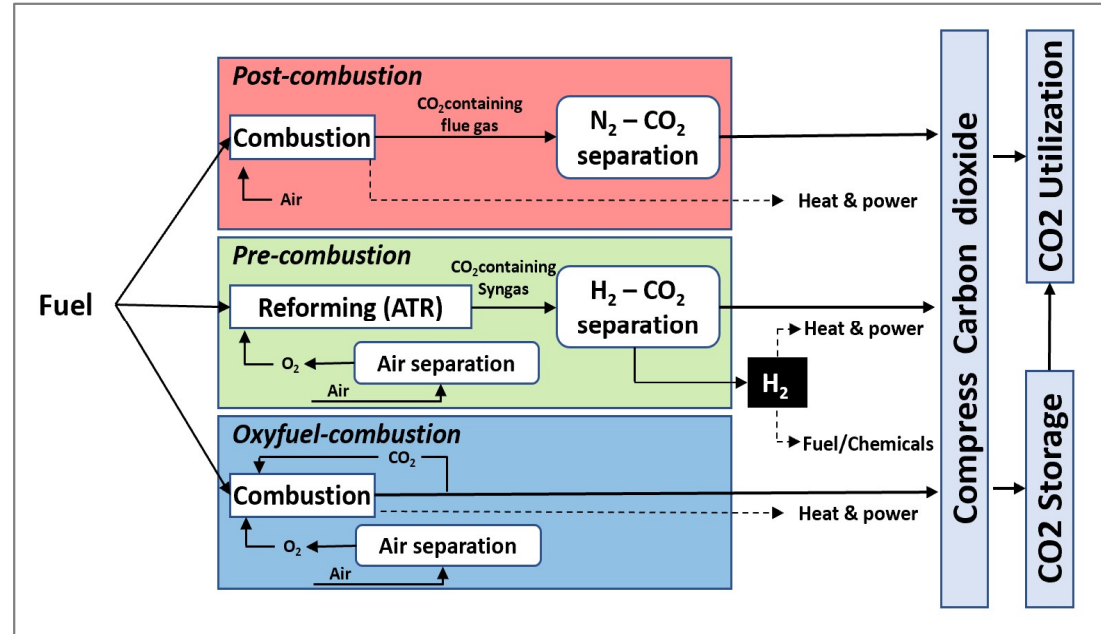 Post-combustion
CO₂containing
flue gas
Combustion
N₂ – CO₂
separation
Air
Heat & power
Pre-combustion
CO₂containing
Syngas
Reforming (ATR)
H₂ – CO₂
separation
Fuel
O₂
Air separation
Air
Heat & power
H₂
Fuel/Chemicals
Oxyfuel-combustion
CO₂
Combustion
Heat & power
O₂
Air separation
Air
Compress Carbon dioxide
CO2 Utilization
CO2 Storage